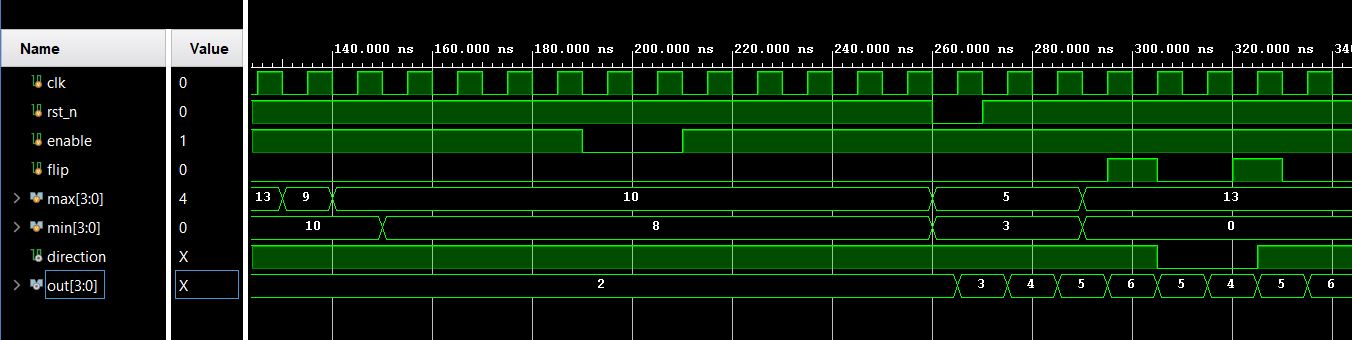 Name Value
140.000 ns 160.000 ns 180.000 ns 200.000 ns 220.000 ns 240.000 ns 260.000 ns 280.000 ns 300.000 ns 320.000 ns 340
clk 0
rst_n 0
enable 1
flip 0
max[3:0] 4 13 9 10 5 13
min[3:0] 0 10 8 3 0
direction X
out[3:0] X 2 3 4 5 6 5 4 5 6